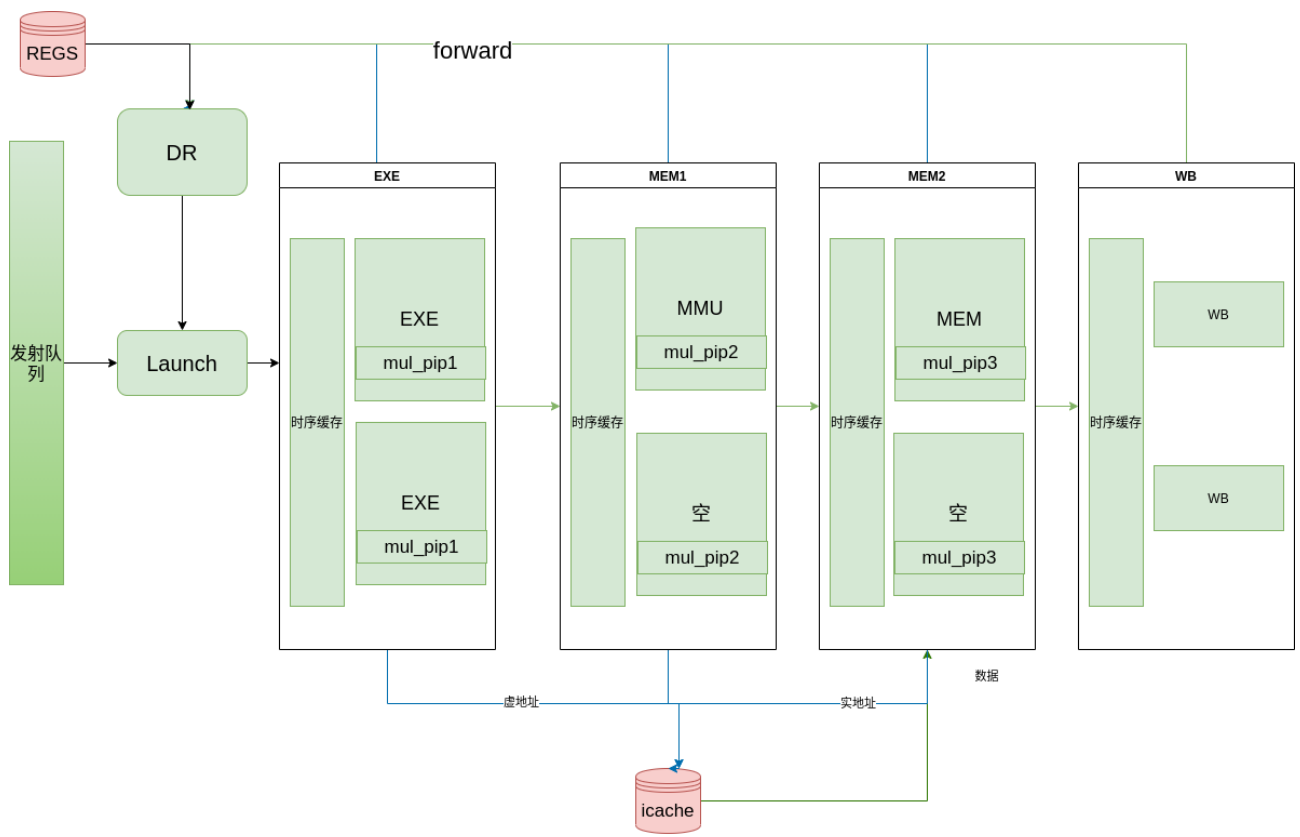 REGS
forward
DR
EXE
MEM1
MEM2
WB
发射队
列
Launch
时序缓存
EXE
mul_pip1
EXE
mul_pip1
时序缓存
MMU
mul_pip2
空
mul_pip2
时序缓存
MEM
mul_pip3
空
mul_pip3
时序缓存
WB
WB
虚地址
实地址
数据
icache